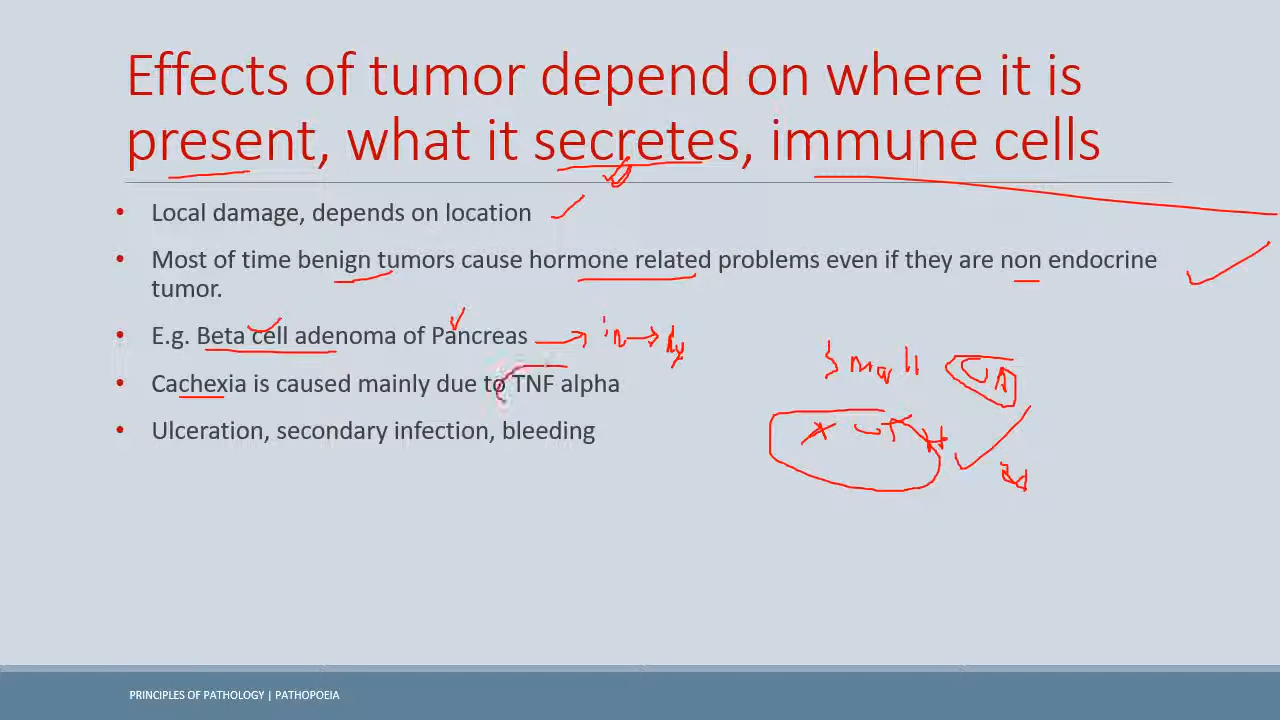 Effects of tumor depend on where it is
present, what it secretes, immune cells
• Local damage, depends on location
• Most of time benign tumors cause hormone related problems even if they are non endocrine
tumor.
• E.g. Beta cell adenoma of Pancreas
• Cachexia is caused mainly due to TNF alpha
Small
• Ulceration, secondary infection, bleeding
PRINCIPLES OF PATHOLOGY | PATHOPOEIA